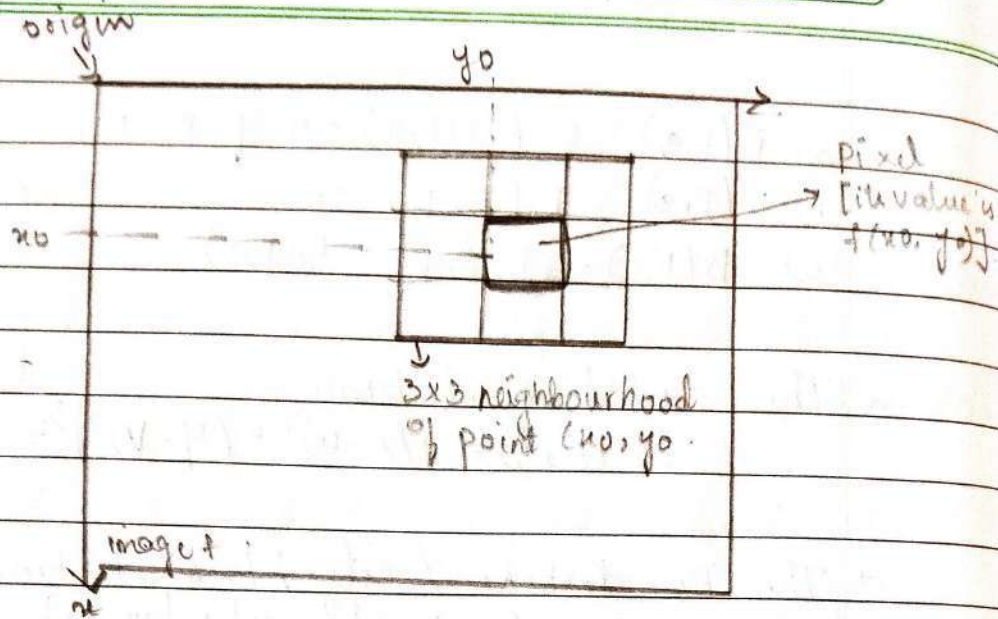 origin
y0
pixel
[its value is
f(x0, y0)]
x0
3x3 neighbourhood
of point (x0, y0.
image f
x